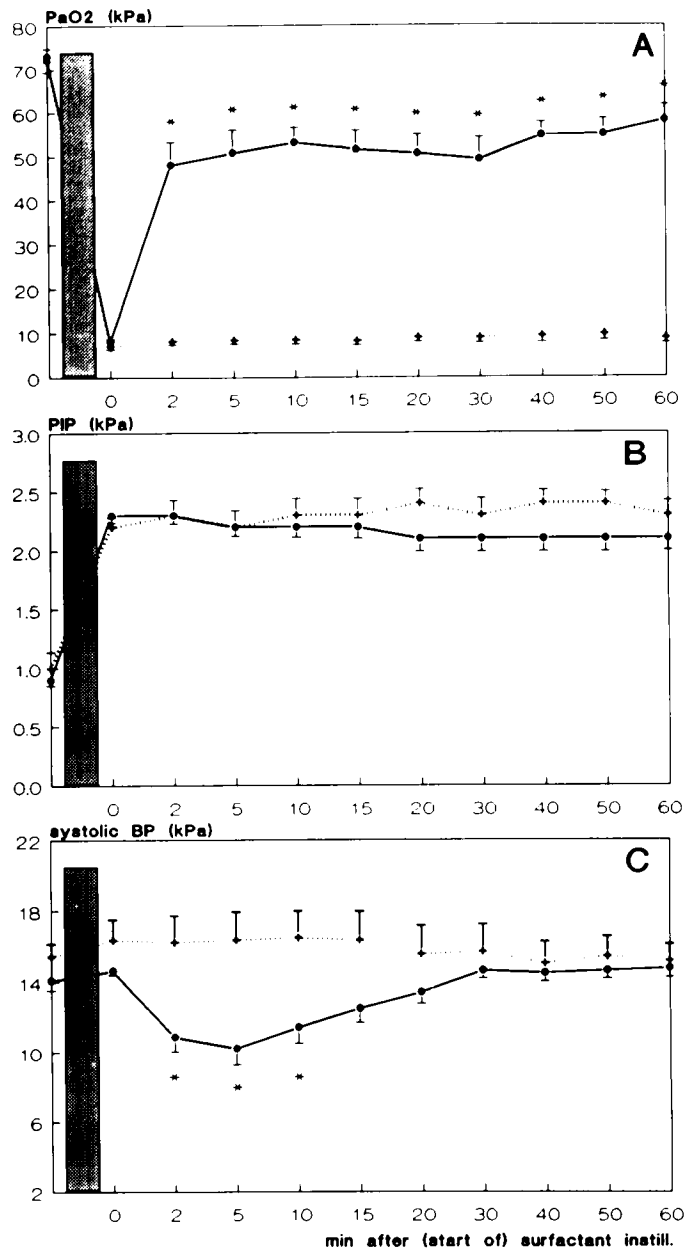 PaO2 (kPa)
A
80
70
60
50
40
30
20
10
0
* * * * * * * * *
0 2 5 10 15 20 30 40 50 60
PIP (kPa)
B
3.0
2.5
2.0
1.5
1.0
0.5
0.0
0 2 5 10 15 20 30 40 50 60
systolic BP (kPa)
C
22
18
14
10
6
2
* * *
0 2 5 10 15 20 30 40 50 60
min after (start of) surfactant instill.